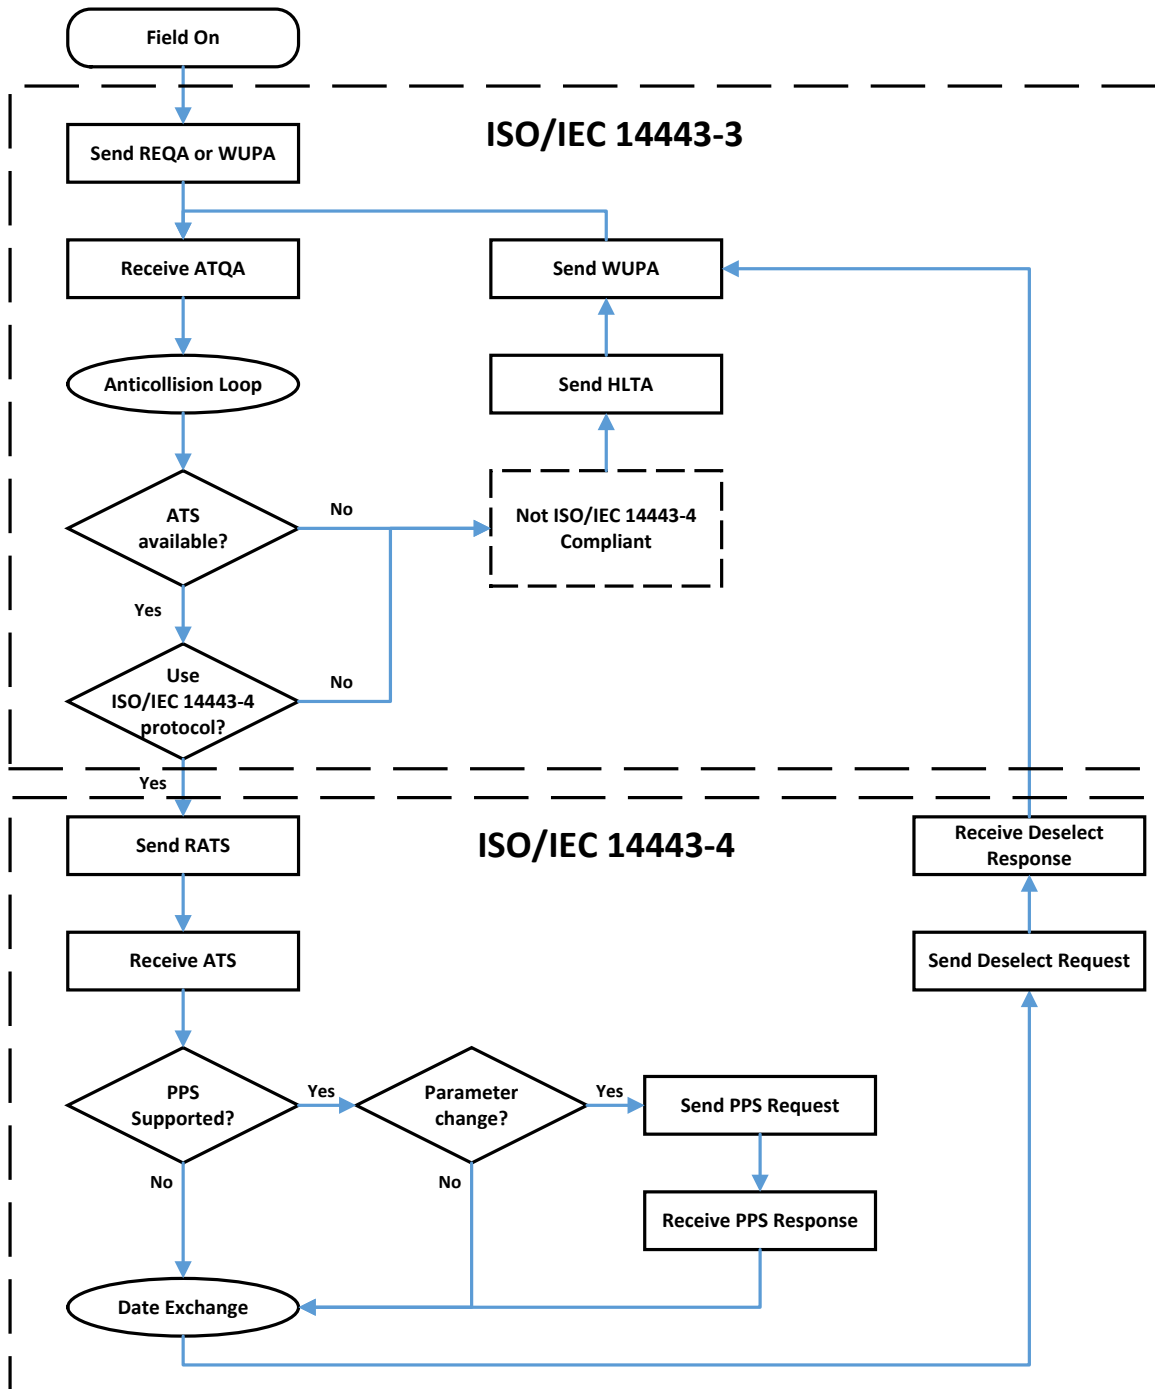 Field On
ISO/IEC 14443-3
Send REQA or WUPA
Receive ATQA
Send WUPA
Anticollision Loop
Send HLTA
ATS
available?
No
Not ISO/IEC 14443-4
Compliant
Yes
Use
ISO/IEC 14443-4
protocol?
No
Yes
Send RATS
ISO/IEC 14443-4
Receive Deselect
Response
Receive ATS
Send Deselect Request
PPS
Supported?
Yes
Parameter
change?
Yes
Send PPS Request
No
No
Receive PPS Response
Date Exchange